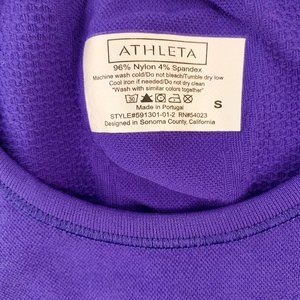 ATHLETA
96% Nylon 4% Spandex
Machine wash cold/Do not bleach/Tumble dry low
Cool iron if needed/Do not dry clean
"Wash with similar colors together"
30
S
Made in Portugal
STYLE#591301-01-2 RN#54023
Designed in Sonoma County, California